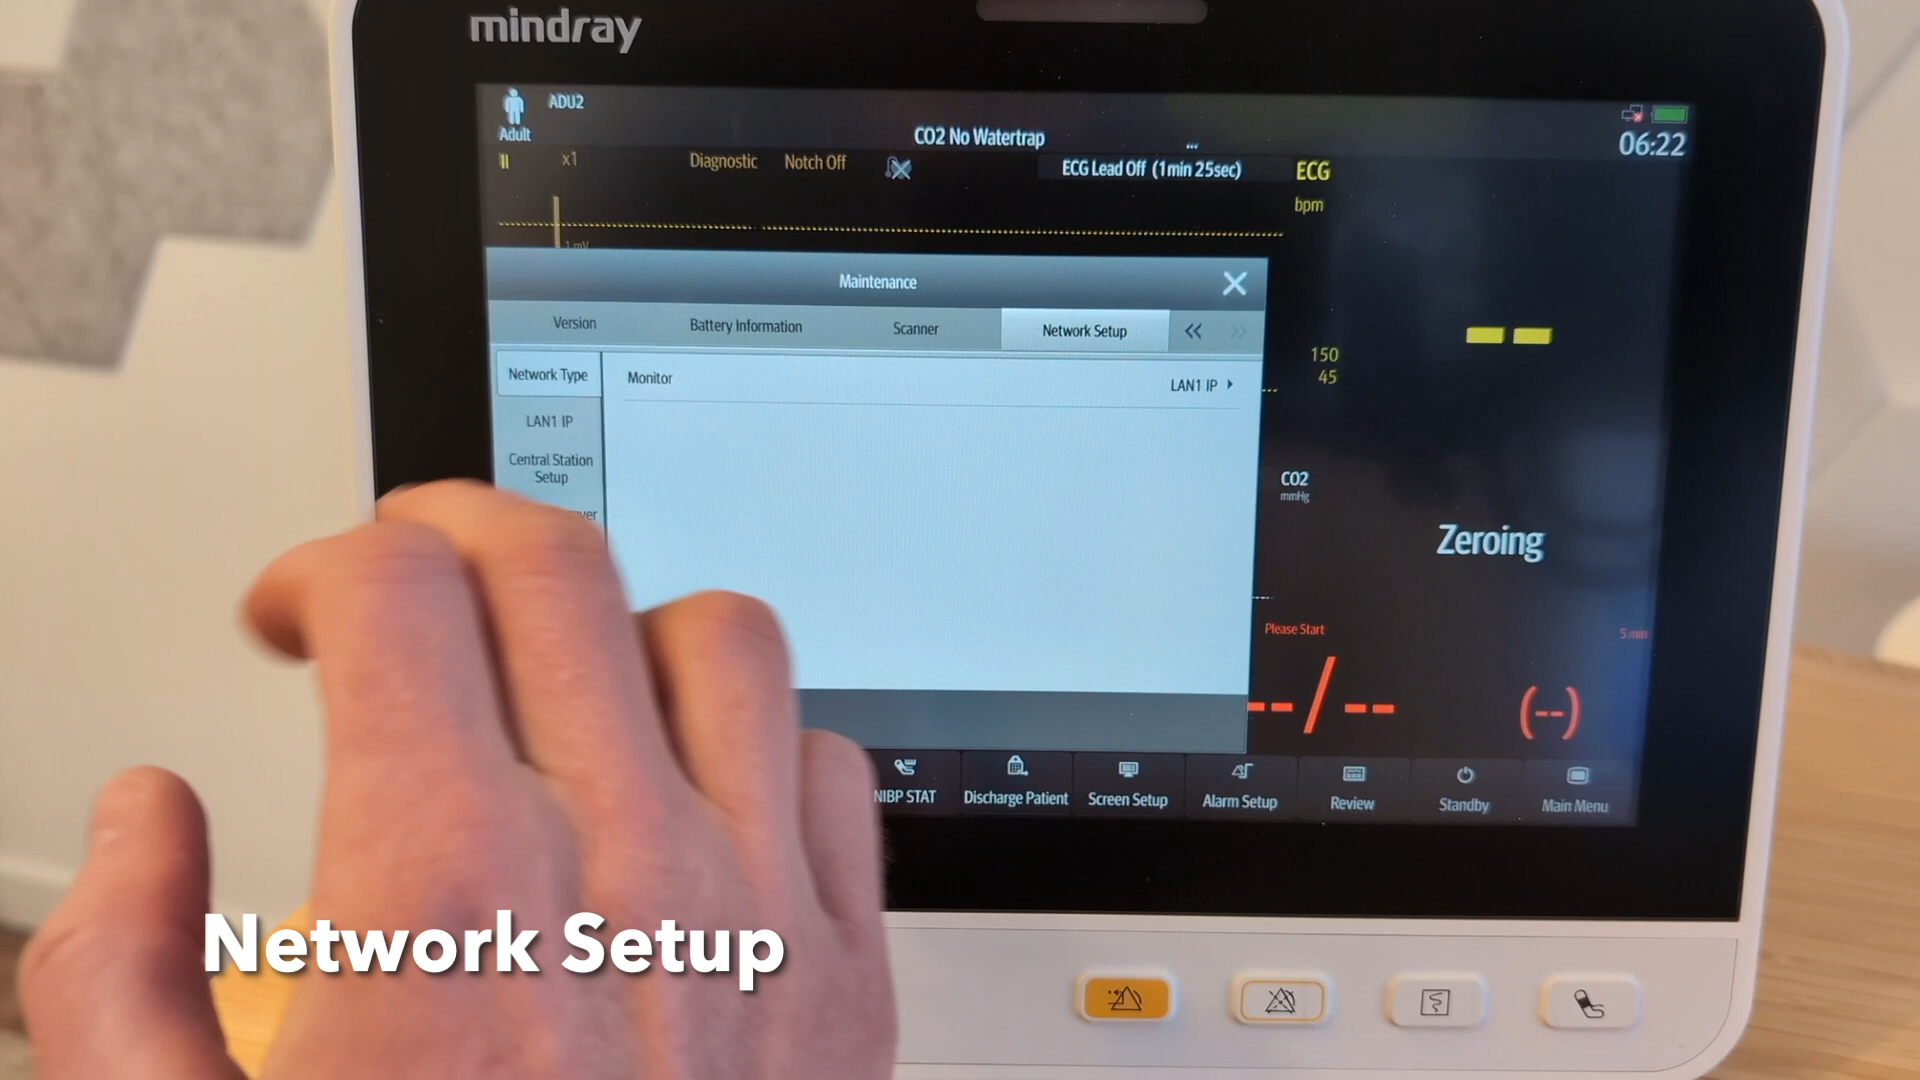 mindray
ADU2
Adult
CO2 No Watertrap
...
06:22
II
x1
Diagnostic
Notch Off
ECG Lead Off (1min 25sec)
ECG
bpm
1 mV
Maintenance
Version
Battery Information
Scanner
Network Setup
150
45
Network Type
Monitor
LAN1 IP
LAN1 IP
Central Station
Setup
CO2
mmHg
Zeroing
Please Start
5 min
--/--
(--)
NIBP STAT
Discharge Patient
Screen Setup
Alarm Setup
Review
Standby
Main Menu
Network Setup